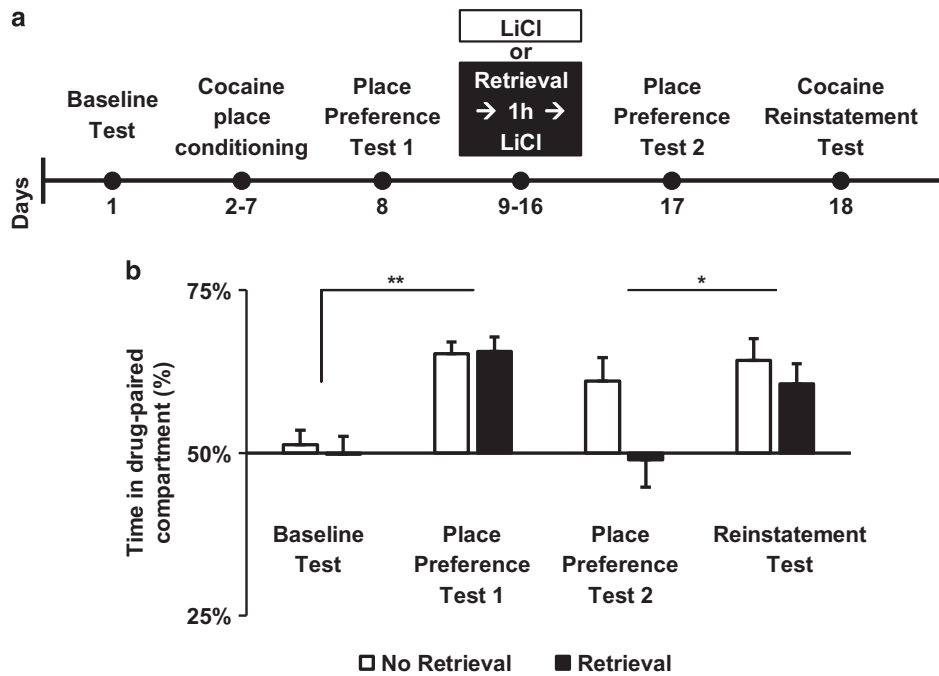 a
LiCl
or
Retrieval
→ 1h →
LiCl
Baseline
Test
Cocaine
place
conditioning
Place
Preference
Test 1
Place
Preference
Test 2
Cocaine
Reinstatement
Test
Days
1
2-7
8
9-16
17
18
b
Time in drug-paired
compartment (%)
75%
50%
25%
**
*
Baseline
Test
Place
Preference
Test 1
Place
Preference
Test 2
Reinstatement
Test
No Retrieval
Retrieval